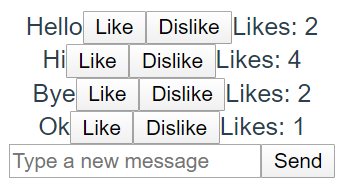 Hello Like Dislike Likes: 2
Hi Like Dislike Likes: 4
Bye Like Dislike Likes: 2
Ok Like Dislike Likes: 1
Type a new message Send